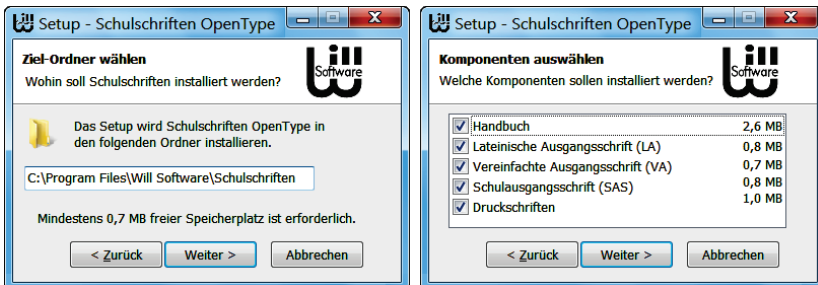 Setup - Schulschriften OpenType
Ziel-Ordner wählen
Wohin soll Schulschriften installiert werden?
Will Software
Das Setup wird Schulschriften OpenType in
den folgenden Ordner installieren.
C:\Program Files\Will Software\Schulschriften
Mindestens 0,7 MB freier Speicherplatz ist erforderlich.
< Zurück Weiter > Abbrechen
Setup - Schulschriften OpenType
Komponenten auswählen
Welche Komponenten sollen installiert werden?
Will Software
Handbuch 2,6 MB
Lateinische Ausgangsschrift (LA) 0,8 MB
Vereinfachte Ausgangsschrift (VA) 0,7 MB
Schulausgangsschrift (SAS) 0,8 MB
Druckschriften 1,0 MB
< Zurück Weiter > Abbrechen